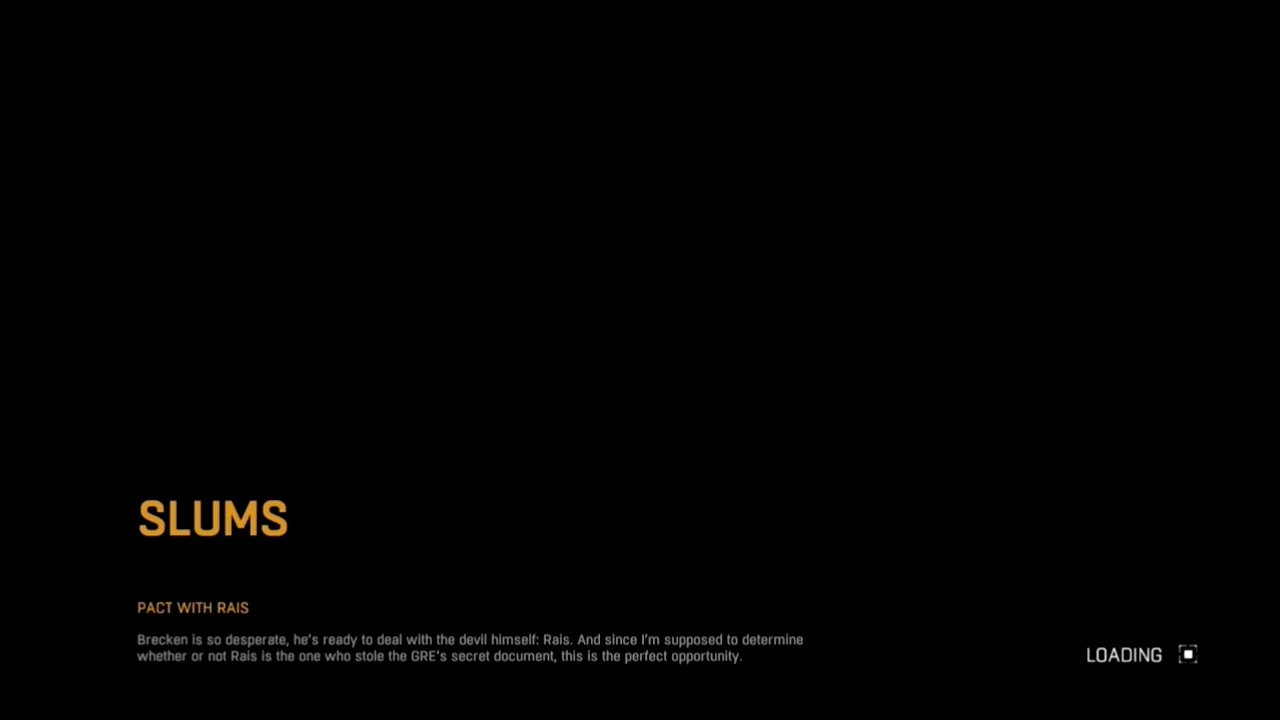 SLUMS
PACT WITH RAIS
Brecken is so desperate, he's ready to deal with the devil himself: Rais. And since I'm supposed to determine
whether or not Rais is the one who stole the GRE's secret document, this is the perfect opportunity.
LOADING